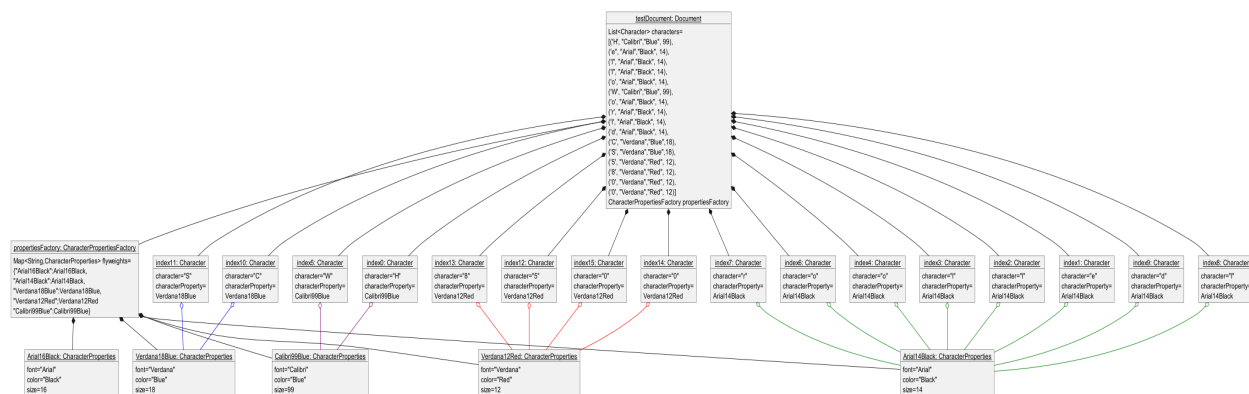 testDocument: Document
List<Character> characters=
[('H', "Calibri","Blue", 99),
('e", "Arial","Black", 14),
('l", "Arial","Black", 14),
('l", "Arial","Black", 14),
('o', "Arial","Black", 14),
('W', "Calibri","Blue", 99),
('o', "Arial","Black", 14),
('r', "Arial","Black", 14),
('l', "Arial","Black", 14),
('d', "Arial","Black", 14),
('C', "Verdana","Blue",18),
('S', "Verdana","Blue",18),
('5', "Verdana","Red", 12),
('8', "Verdana","Red", 12),
('0', "Verdana","Red", 12),
('0', "Verdana","Red", 12)]
CharacterPropertiesFactory propertiesFactory
propertiesFactory: CharacterPropertiesFactory
Map<String,CharacterProperties> flyweights=
{"Arial16Black":Arial16Black,
"Arial14Black":Arial14Black,
"Verdana18Blue":Verdana18Blue,
"Verdana12Red":Verdana12Red
"Calibri99Blue":Calibri99Blue}
index11: Character
character="S"
characterProperty=
Verdana18Blue
index10: Character
character="C"
characterProperty=
Verdana18Blue
index5: Character
character="W"
characterProperty=
Calibri99Blue
index0: Character
character="H"
characterProperty=
Calibri99Blue
index13: Character
character="8"
characterProperty=
Verdana12Red
index12: Character
character="5"
characterProperty=
Verdana12Red
index15: Character
character="0"
characterProperty=
Verdana12Red
index14: Character
character="0"
characterProperty=
Verdana12Red
index7: Character
character="r"
characterProperty=
Arial14Black
index6: Character
character="o"
characterProperty=
Arial14Black
index4: Character
character="o"
characterProperty=
Arial14Black
index3: Character
character="l"
characterProperty=
Arial14Black
index2: Character
character="l"
characterProperty=
Arial14Black
index1: Character
character="e"
characterProperty=
Arial14Black
index9: Character
character="d"
characterProperty=
Arial14Black
index8: Character
character="l"
characterProperty=
Arial14Black
Arial16Black: CharacterProperties
font="Arial"
color="Black"
size=16
Verdana18Blue: CharacterProperties
font="Verdana"
color="Blue"
size=18
Calibri99Blue: CharacterProperties
font="Calibri"
color="Blue"
size=99
Verdana12Red: CharacterProperties
font="Verdana"
color="Red"
size=12
Arial14Black: CharacterProperties
font="Arial"
color="Black"
size=14